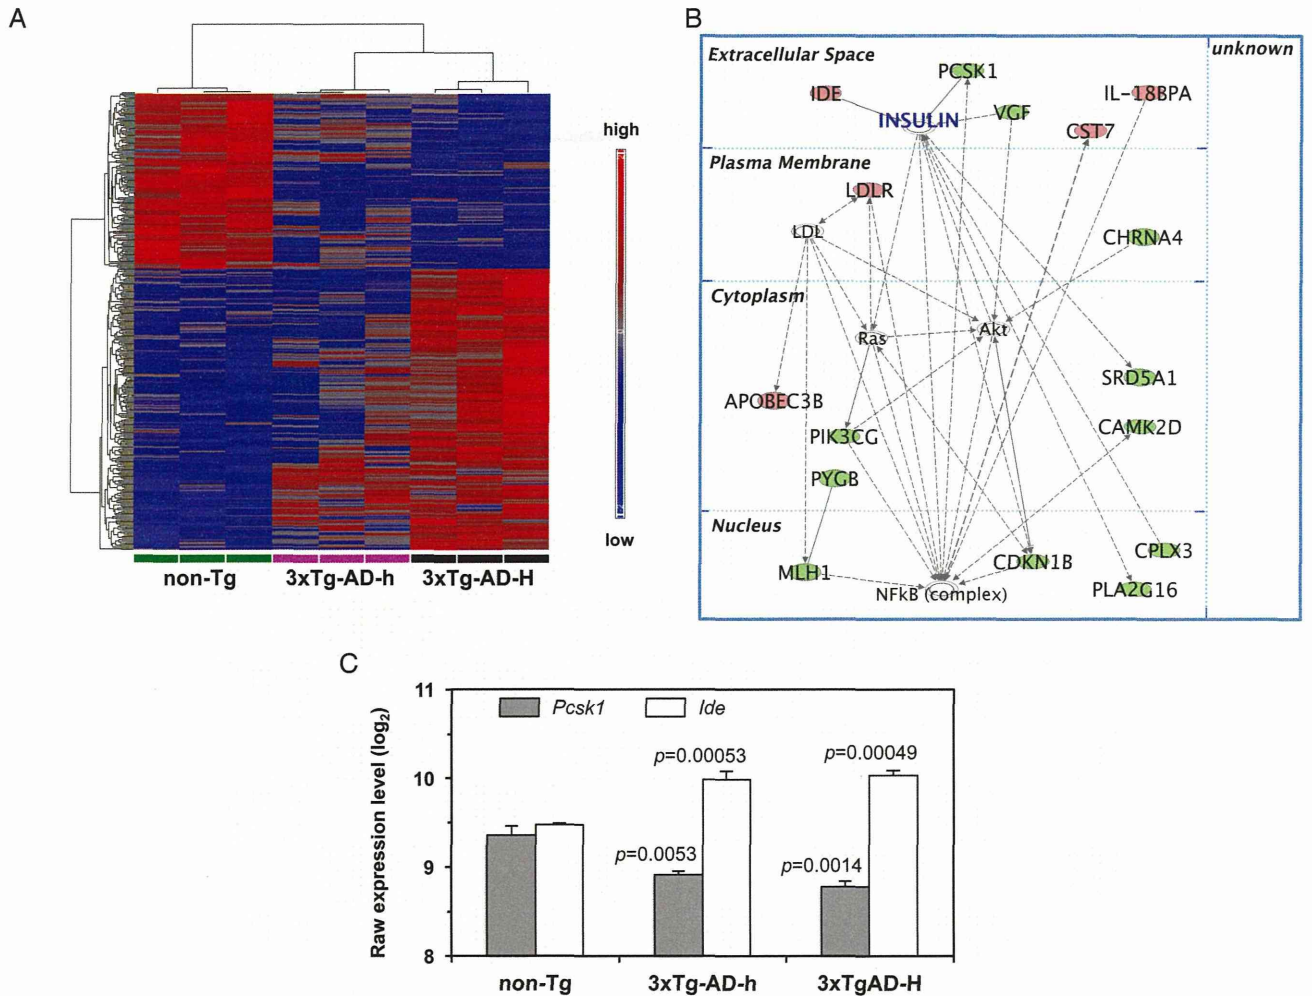 A
high
low
non-Tg
3xTg-AD-h
3xTg-AD-H
B
Extracellular Space
unknown
PCSK1
IDE
IL-18BPA
INSULIN
VGF
CST7
Plasma Membrane
LDLR
LDL
CHRNA4
Cytoplasm
Ras
Akt
SRD5A1
APOBEC3B
CAMK2D
PIK3CG
PYGB
Nucleus
CPLX3
CDKN1B
MLH1
PLA2G16
NFkB (complex)
C
Raw expression level (log2)
11
10
9
8
Pcsk1
Ide
p=0.00053
p=0.00049
p=0.0053
p=0.0014
non-Tg
3xTg-AD-h
3xTgAD-H